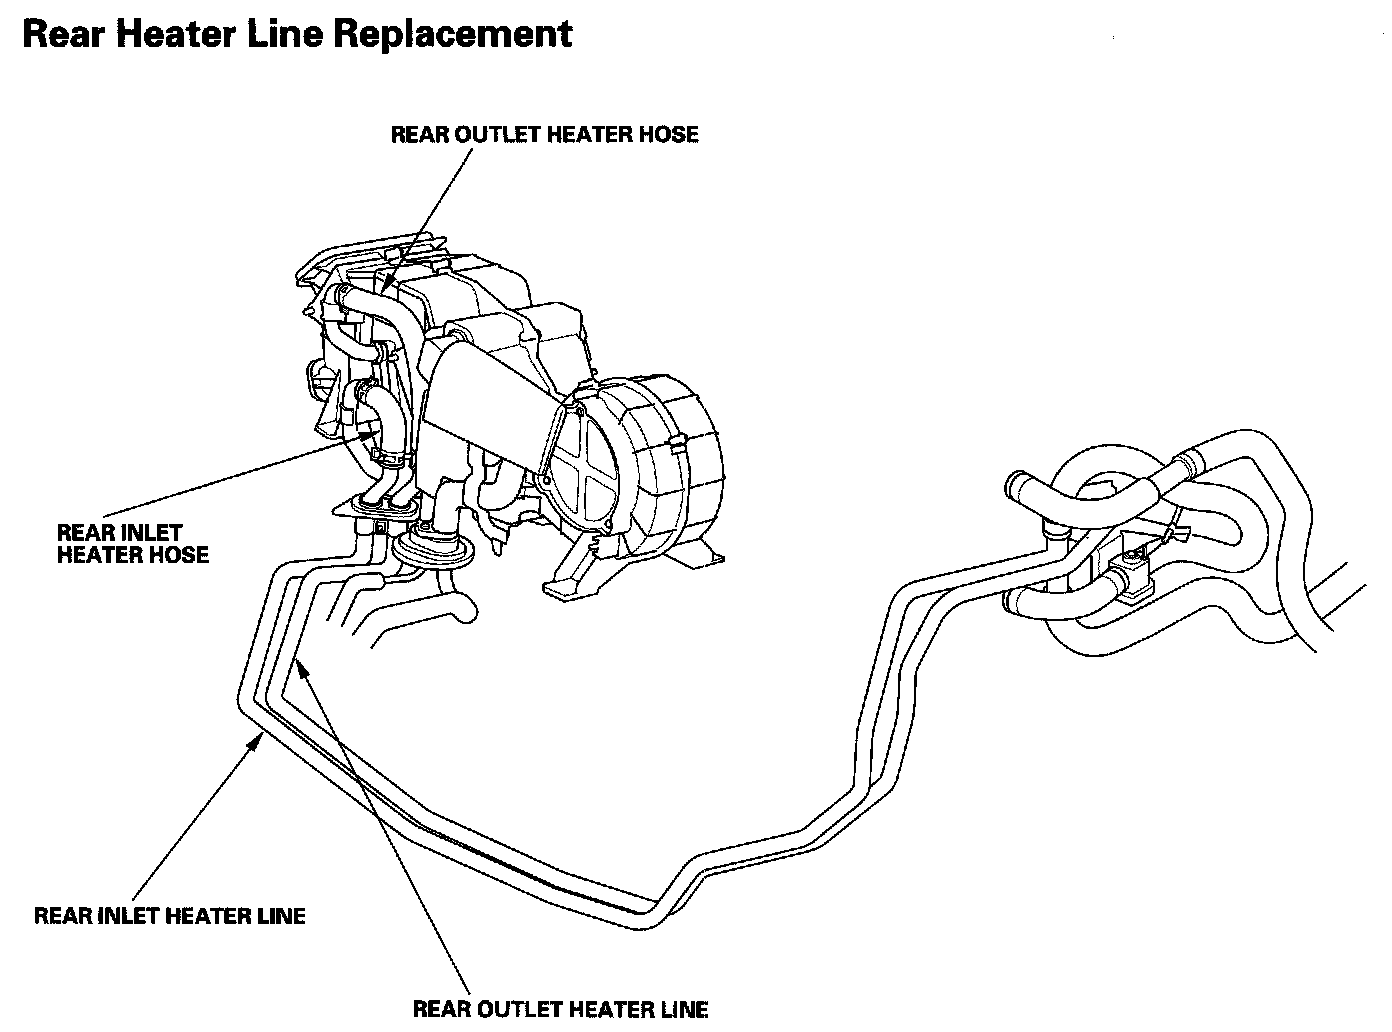 Rear Heater Line Replacement
REAR OUTLET HEATER HOSE
REAR INLET
HEATER HOSE
REAR INLET HEATER LINE
REAR OUTLET HEATER LINE